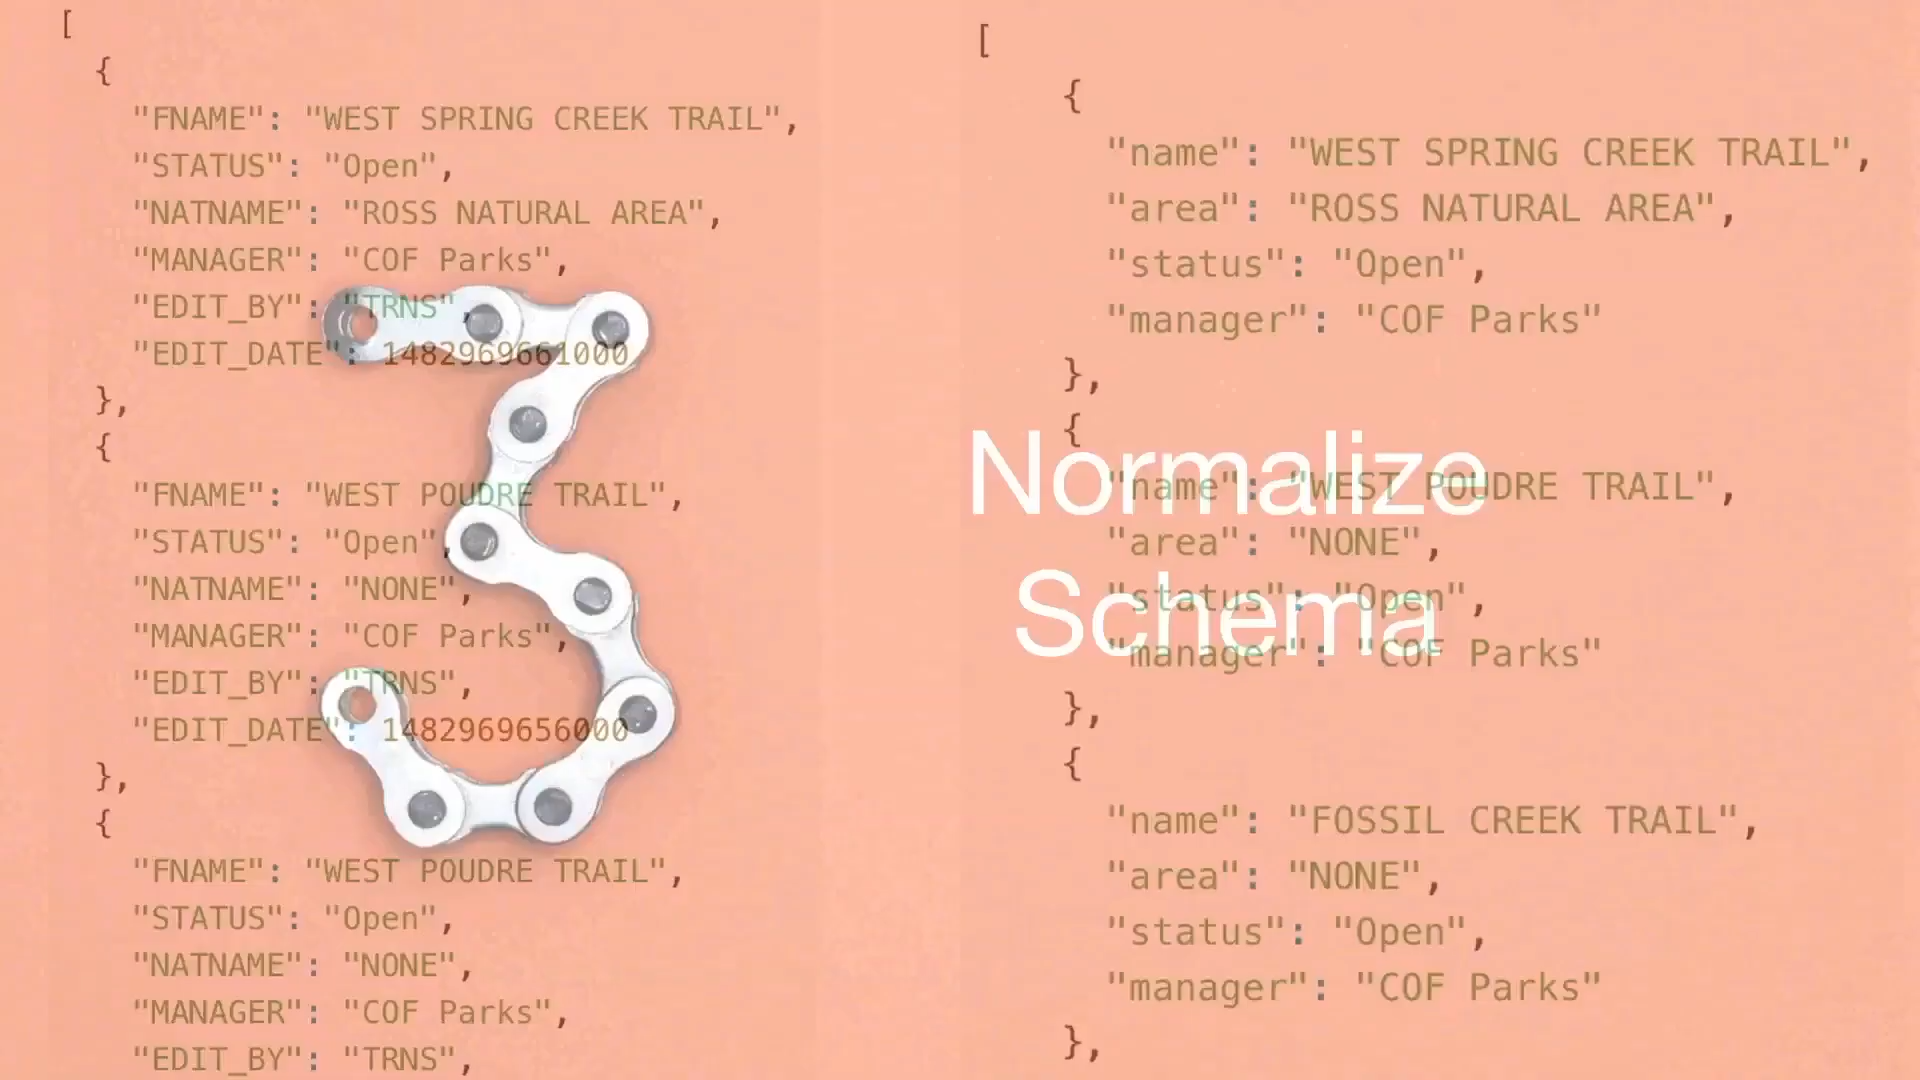 [
{
"FNAME": "WEST SPRING CREEK TRAIL",
"STATUS": "Open",
"NATNAME": "ROSS NATURAL AREA",
"MANAGER": "COF Parks",
"EDIT_BY": "TRNS",
"EDIT_DATE": 1482969661000
},
{
"FNAME": "WEST POUDRE TRAIL",
"STATUS": "Open",
"NATNAME": "NONE",
"MANAGER": "COF Parks",
"EDIT_BY": "TRNS",
"EDIT_DATE": 1482969656000
},
{
"FNAME": "WEST POUDRE TRAIL",
"STATUS": "Open",
"NATNAME": "NONE",
"MANAGER": "COF Parks",
"EDIT_BY": "TRNS",
3
Normalize
Schema
[
{
"name": "WEST SPRING CREEK TRAIL",
"area": "ROSS NATURAL AREA",
"status": "Open",
"manager": "COF Parks"
},
{
"name": "WEST POUDRE TRAIL",
"area": "NONE",
"status": "Open",
"manager": "COF Parks"
},
{
"name": "FOSSIL CREEK TRAIL",
"area": "NONE",
"status": "Open",
"manager": "COF Parks"
},